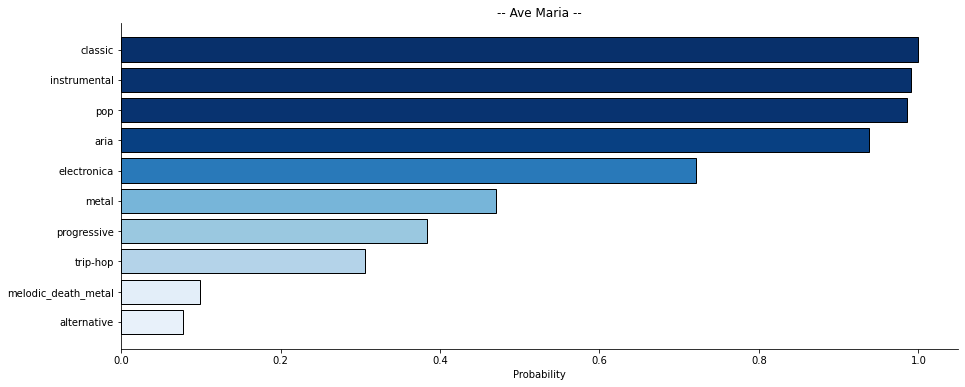 -- Ave Maria --
classic
instrumental
pop
aria
electronica
metal
progressive
trip-hop
melodic_death_metal
alternative
0.0 0.2 0.4 0.6 0.8 1.0
Probability